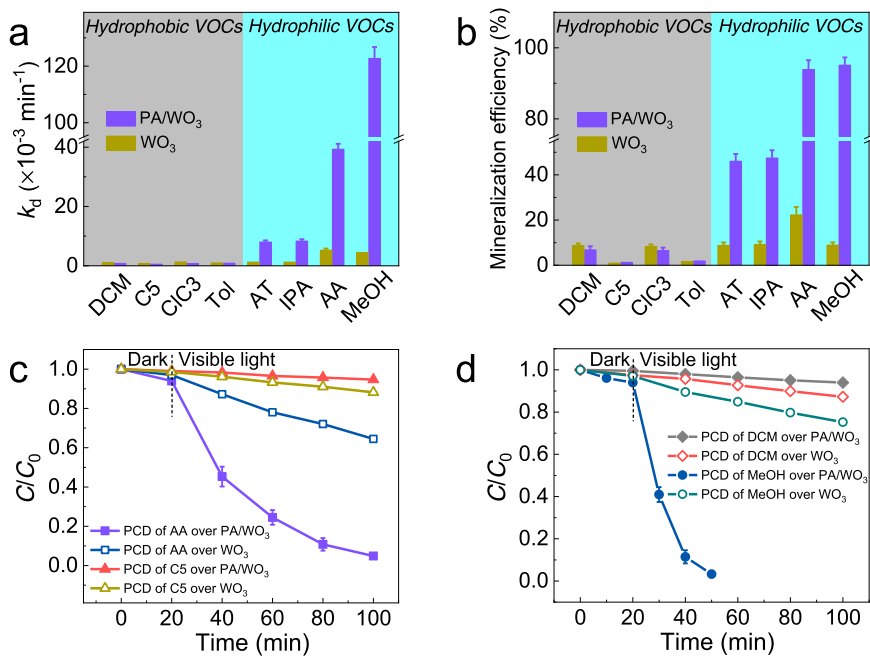 a
Hydrophobic VOCs
Hydrophilic VOCs
k_d (×10⁻³ min⁻¹)
120
100
40
20
0
PA/WO₃
WO₃
DCM
C5
ClC3
Tol
AT
IPA
AA
MeOH
b
Hydrophobic VOCs
Hydrophilic VOCs
Mineralization efficiency (%)
100
80
40
20
0
PA/WO₃
WO₃
DCM
C5
ClC3
Tol
AT
IPA
AA
MeOH
c
Dark
Visible light
C/C₀
1.0
0.8
0.6
0.4
0.2
0.0
PCD of AA over PA/WO₃
PCD of AA over WO₃
PCD of C5 over PA/WO₃
PCD of C5 over WO₃
0 20 40 60 80 100
Time (min)
d
Dark
Visible light
C/C₀
1.0
0.8
0.6
0.4
0.2
0.0
PCD of DCM over PA/WO₃
PCD of DCM over WO₃
PCD of MeOH over PA/WO₃
PCD of MeOH over WO₃
0 20 40 60 80 100
Time (min)